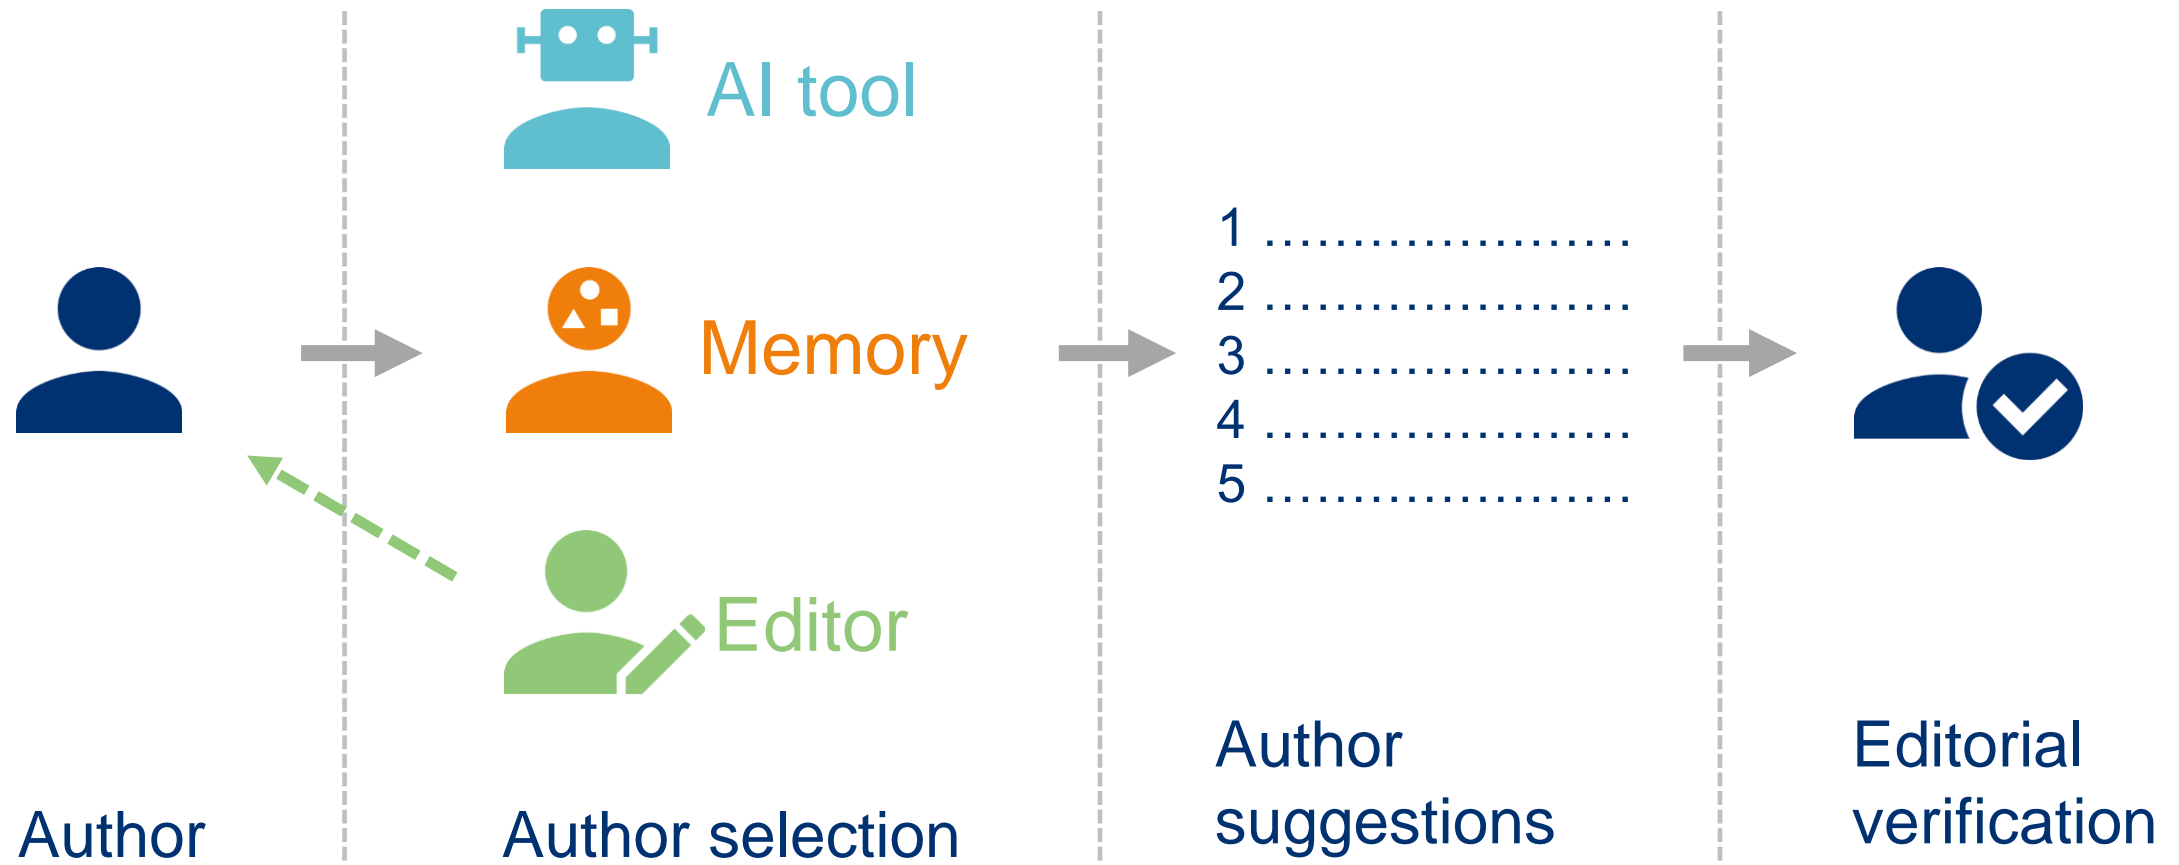 AI tool
Memory
Editor
1 .....................
2 .....................
3 .....................
4 .....................
5 .....................
Author
Author selection
Author
suggestions
Editorial
verification